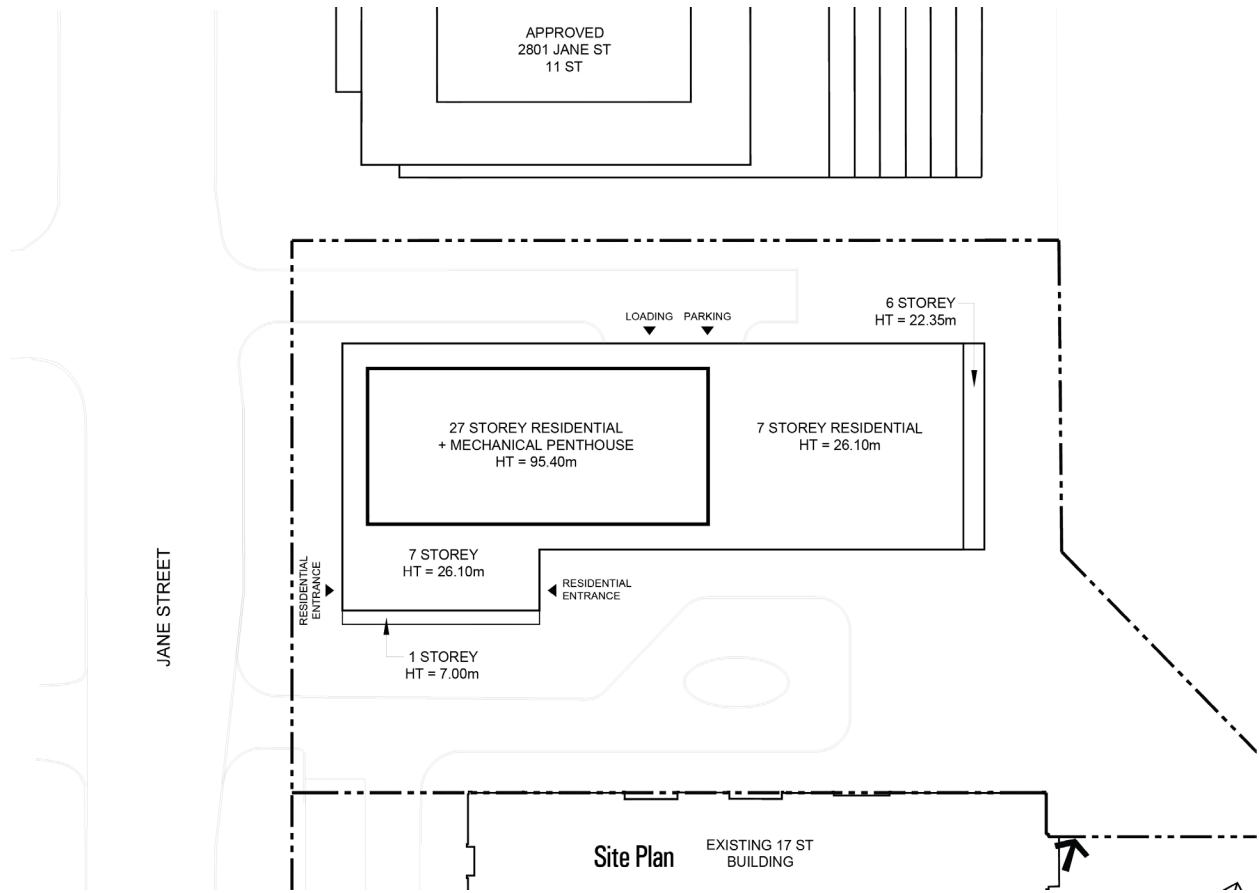 APPROVED
2801 JANE ST
11 ST
6 STOREY
HT = 22.35m
LOADING
PARKING
27 STOREY RESIDENTIAL
+ MECHANICAL PENTHOUSE
HT = 95.40m
7 STOREY RESIDENTIAL
HT = 26.10m
7 STOREY
HT = 26.10m
RESIDENTIAL
ENTRANCE
RESIDENTIAL
ENTRANCE
JANE STREET
1 STOREY
HT = 7.00m
Site Plan
EXISTING 17 ST
BUILDING